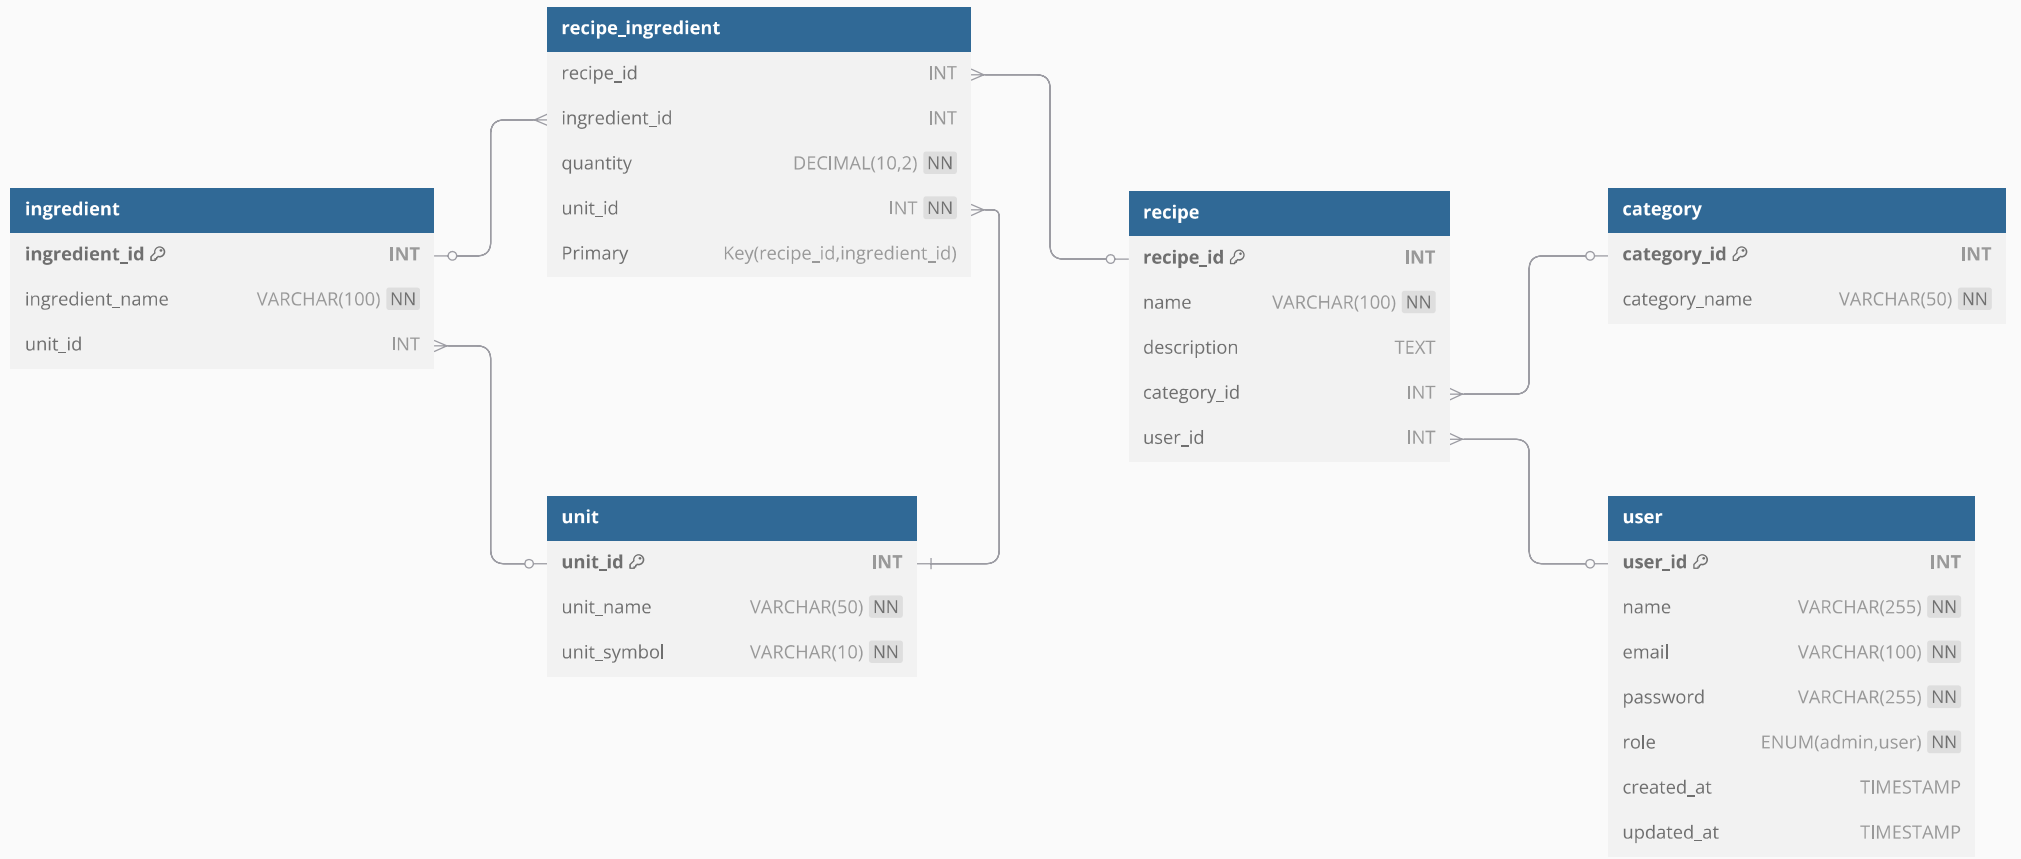 recipe_ingredient
recipe_id INT
ingredient_id INT
quantity DECIMAL(10,2) NN
unit_id INT NN
Primary Key(recipe_id,ingredient_id)
ingredient
ingredient_id INT
ingredient_name VARCHAR(100) NN
unit_id INT
unit
unit_id INT
unit_name VARCHAR(50) NN
unit_symbol VARCHAR(10) NN
recipe
recipe_id INT
name VARCHAR(100) NN
description TEXT
category_id INT
user_id INT
category
category_id INT
category_name VARCHAR(50) NN
user
user_id INT
name VARCHAR(255) NN
email VARCHAR(100) NN
password VARCHAR(255) NN
role ENUM(admin,user) NN
created_at TIMESTAMP
updated_at TIMESTAMP